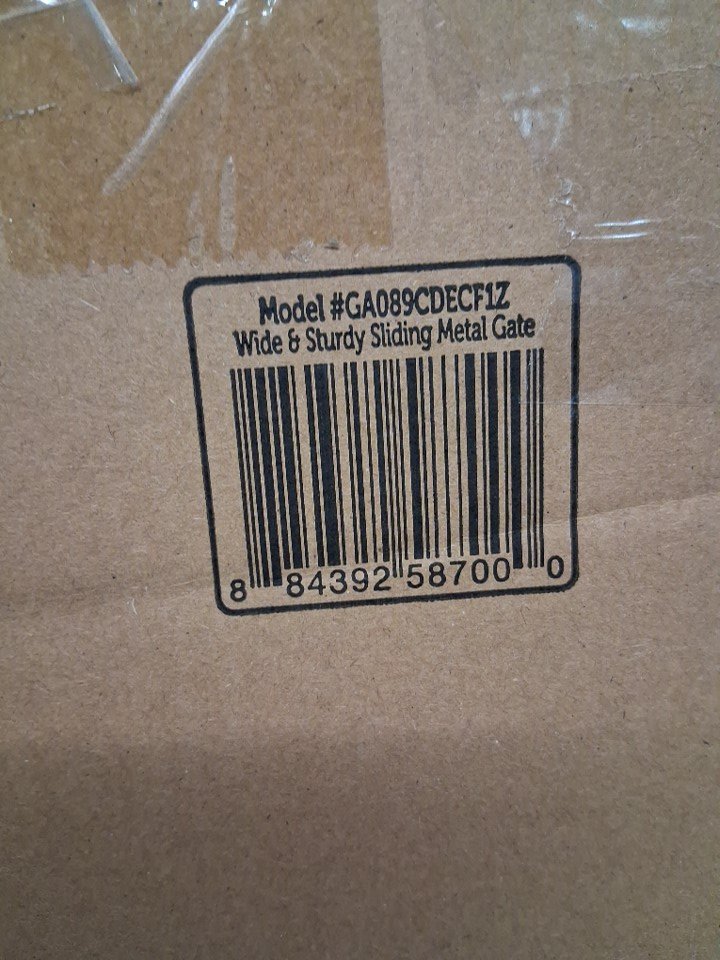 Model #GA089CDECF1Z
Wide & Sturdy Sliding Metal Gate
8 84392 58700 0